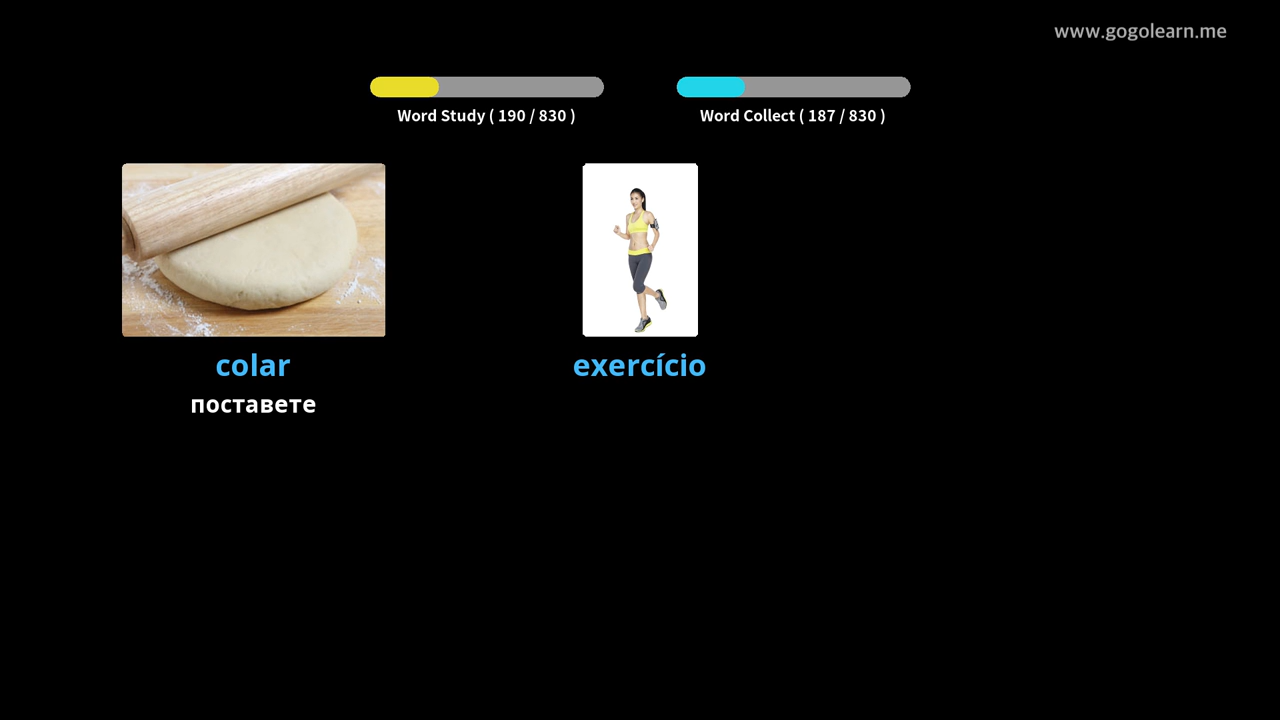 www.gogolearn.me
Word Study ( 190 / 830 )
Word Collect ( 187 / 830 )
colar
exercício
поставете